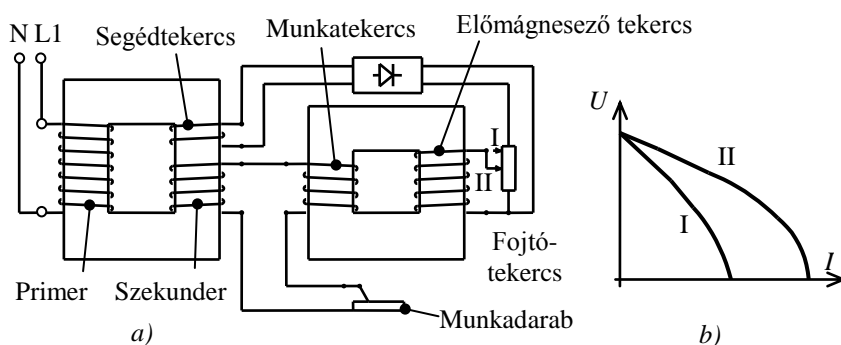 N L1
Segédtekercs
Munkatekercs
Előmágnesező tekercs
I
II
Fojtó-
tekercs
Primer
Szekunder
Munkadarab
a)
U
II
I
I
b)